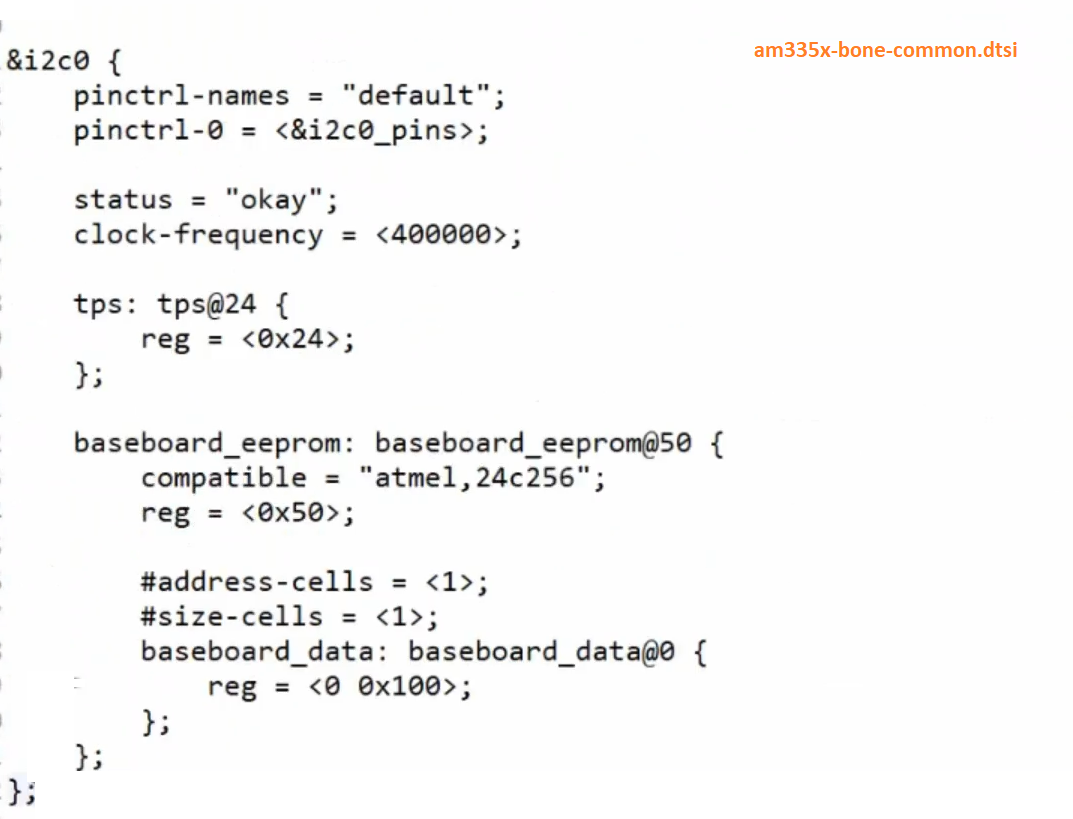 am335x-bone-common.dtsi
&i2c0 {
pinctrl-names = "default";
pinctrl-0 = <&i2c0_pins>;
status = "okay";
clock-frequency = <400000>;
tps: tps@24 {
reg = <0x24>;
};
baseboard_eeprom: baseboard_eeprom@50 {
compatible = "atmel,24c256";
reg = <0x50>;
#address-cells = <1>;
#size-cells = <1>;
baseboard_data: baseboard_data@0 {
reg = <0 0x100>;
};
};
};